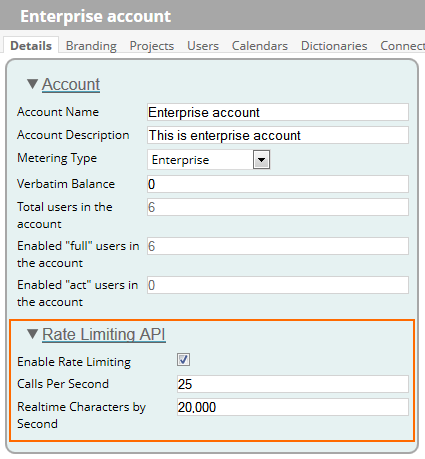 Enterprise account
Details Branding Projects Users Calendars Dictionaries Connect
Account
Account Name Enterprise account
Account Description This is enterprise account
Metering Type Enterprise
Verbatim Balance 0
Total users in the 6
account
Enabled "full" users in 6
the account
Enabled "act" users in 0
the account
Rate Limiting API
Enable Rate Limiting
Calls Per Second 25
Realtime Characters by 20,000
Second